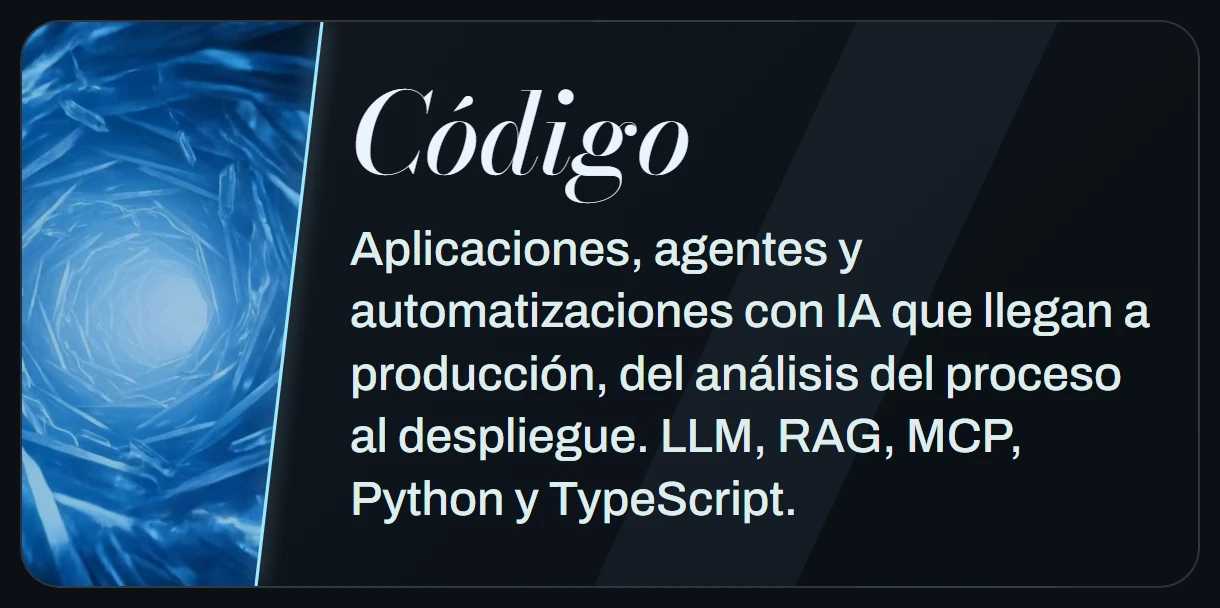 Código
Aplicaciones, agentes y
automatizaciones con IA que llegan a
producción, del análisis del proceso
al despliegue. LLM, RAG, MCP,
Python y TypeScript.